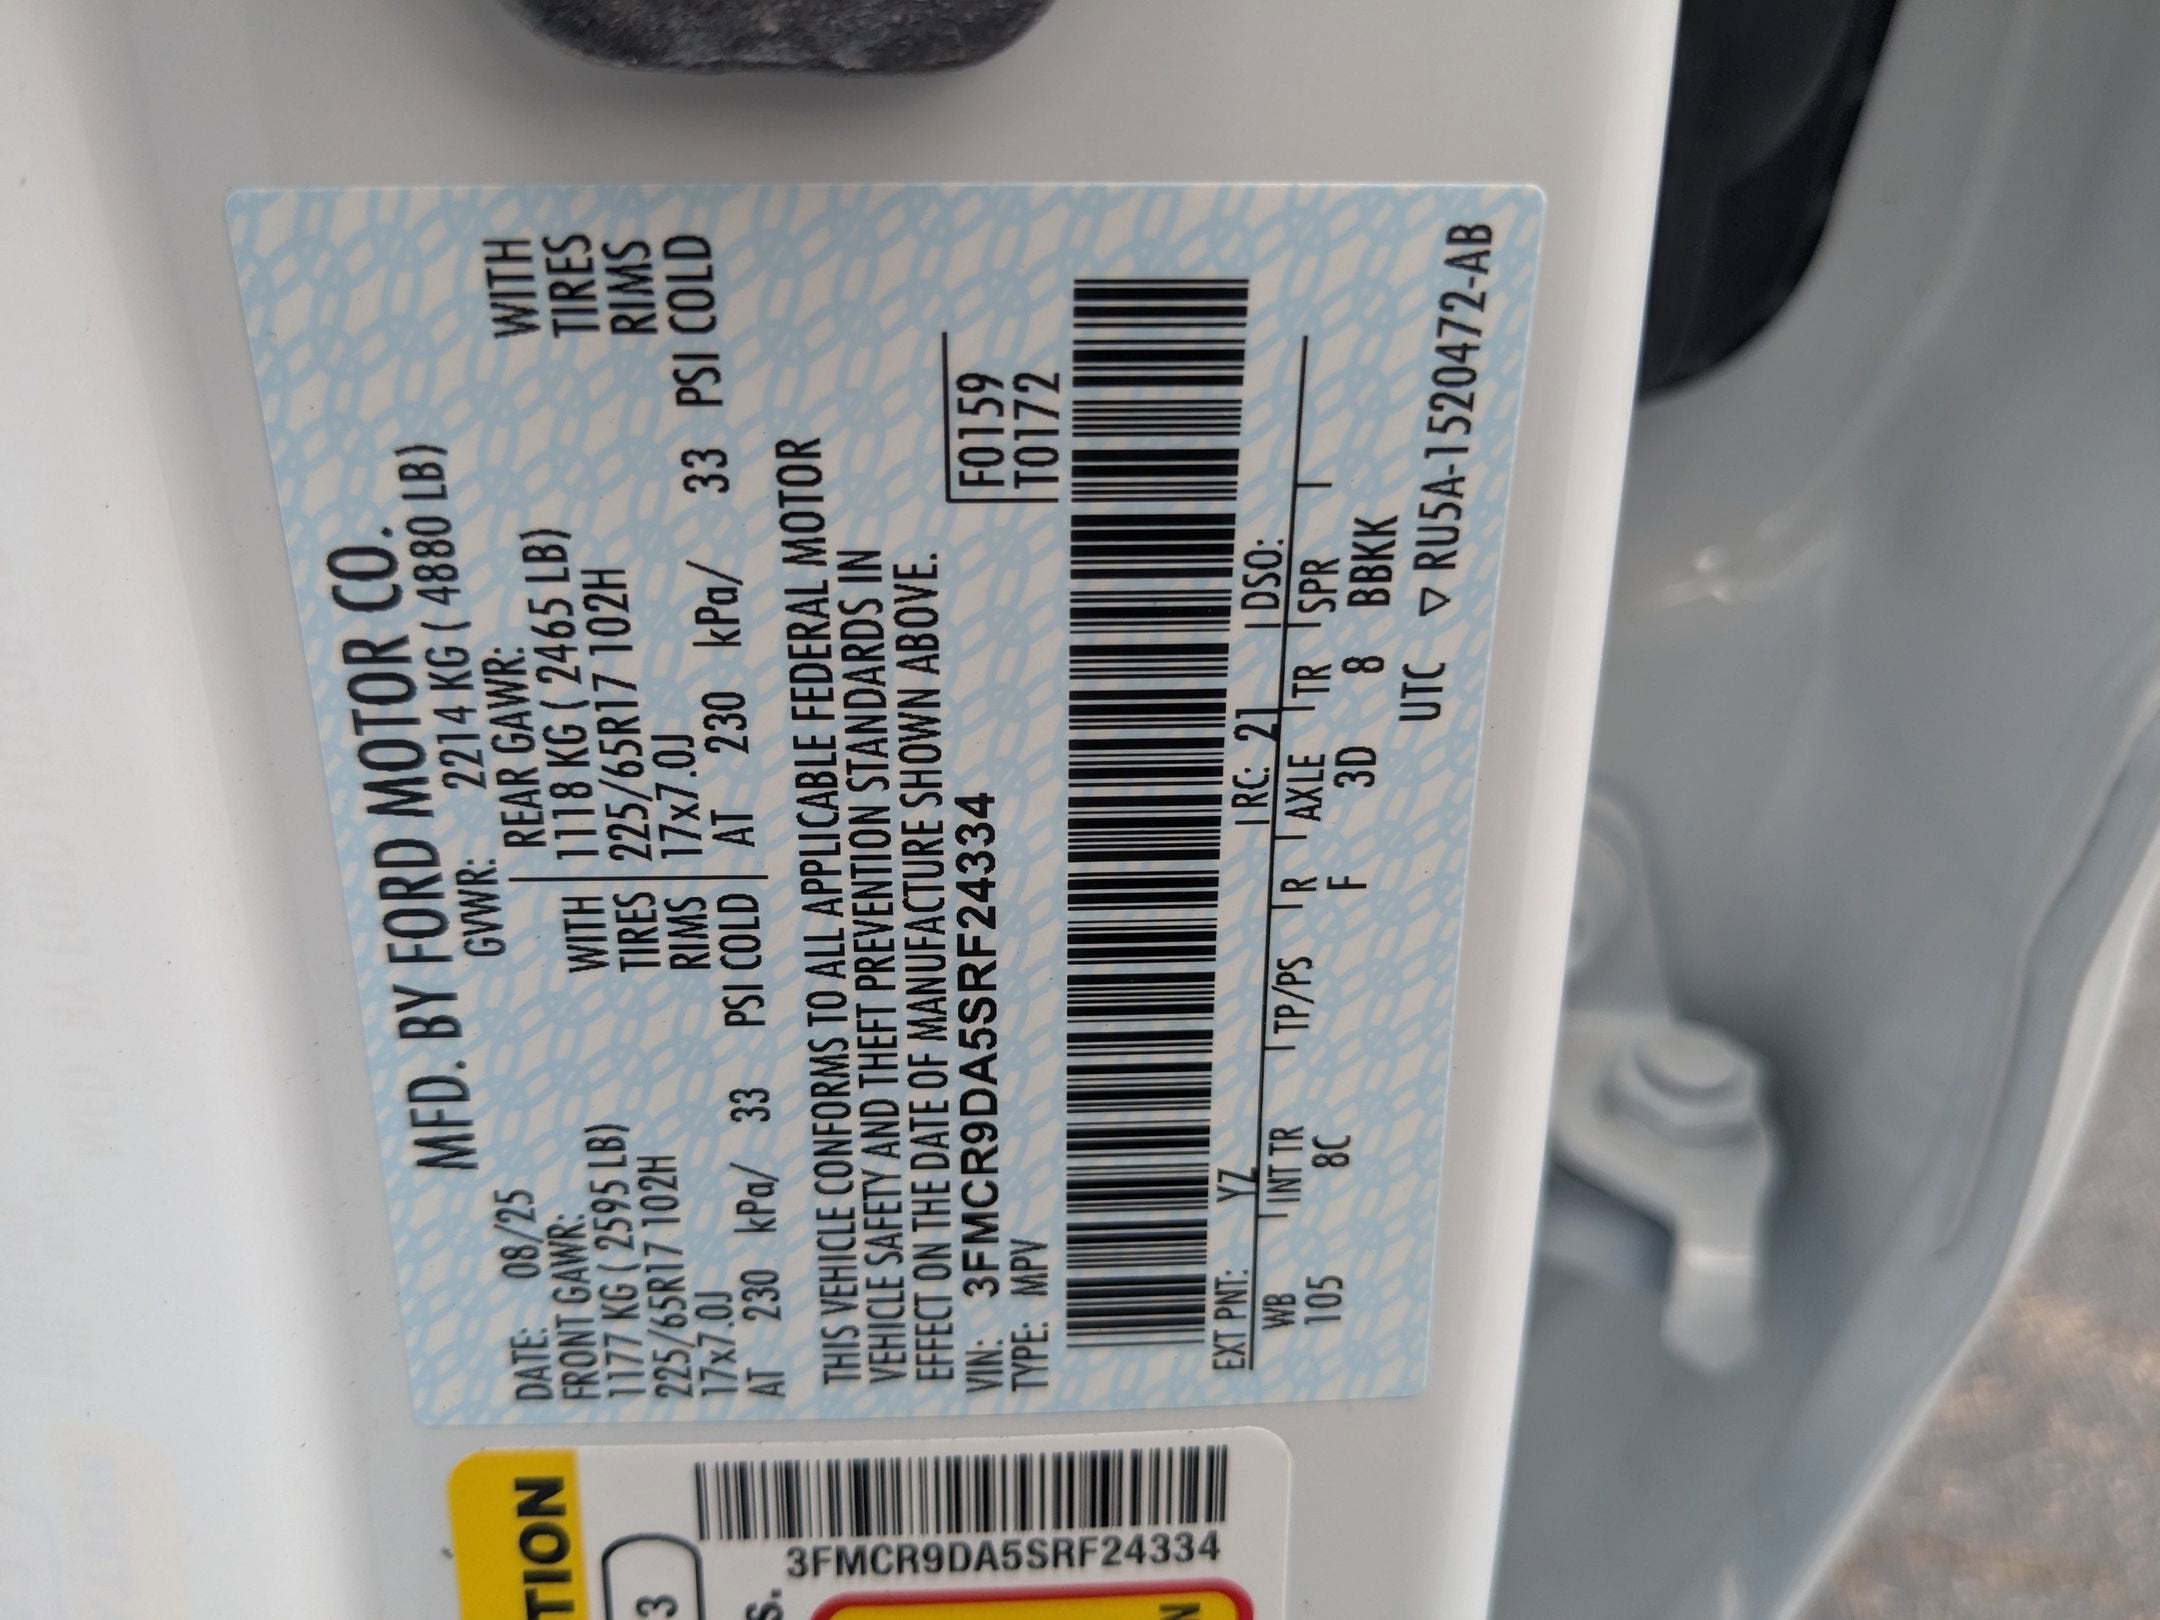 MFD. BY FORD MOTOR CO.
DATE: 08/25 GVWR: 2214 KG ( 4880 LB)
FRONT GAWR: REAR GAWR:
1177 KG ( 2595 LB) WITH 1118 KG ( 2465 LB) WITH
225/65R17 102H TIRES 225/65R17 102H TIRES
17x7.0J RIMS 17x7.0J RIMS
AT 230 kPa/ 33 PSI COLD AT 230 kPa/ 33 PSI COLD
THIS VEHICLE CONFORMS TO ALL APPLICABLE FEDERAL MOTOR
VEHICLE SAFETY AND THEFT PREVENTION STANDARDS IN
EFFECT ON THE DATE OF MANUFACTURE SHOWN ABOVE.
VIN: 3FMCR9DA5SRF24334 F0159
TYPE: MPV T0172
EXT PNT: YZ RC: 21 DSO:
WB INT TR TP/PS R AXLE TR SPR
105 8C F 3D 8 BBKK
UTC ▽ RU5A-1520472-AB
TION
3
3FMCR9DA5SRF24334
s.
N